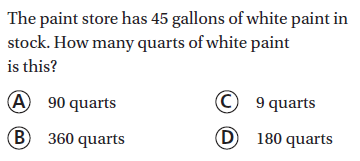 The paint store has 45 gallons of white paint in
stock. How many quarts of white paint
is this?
A 90 quarts
C 9 quarts
B 360 quarts
D 180 quarts